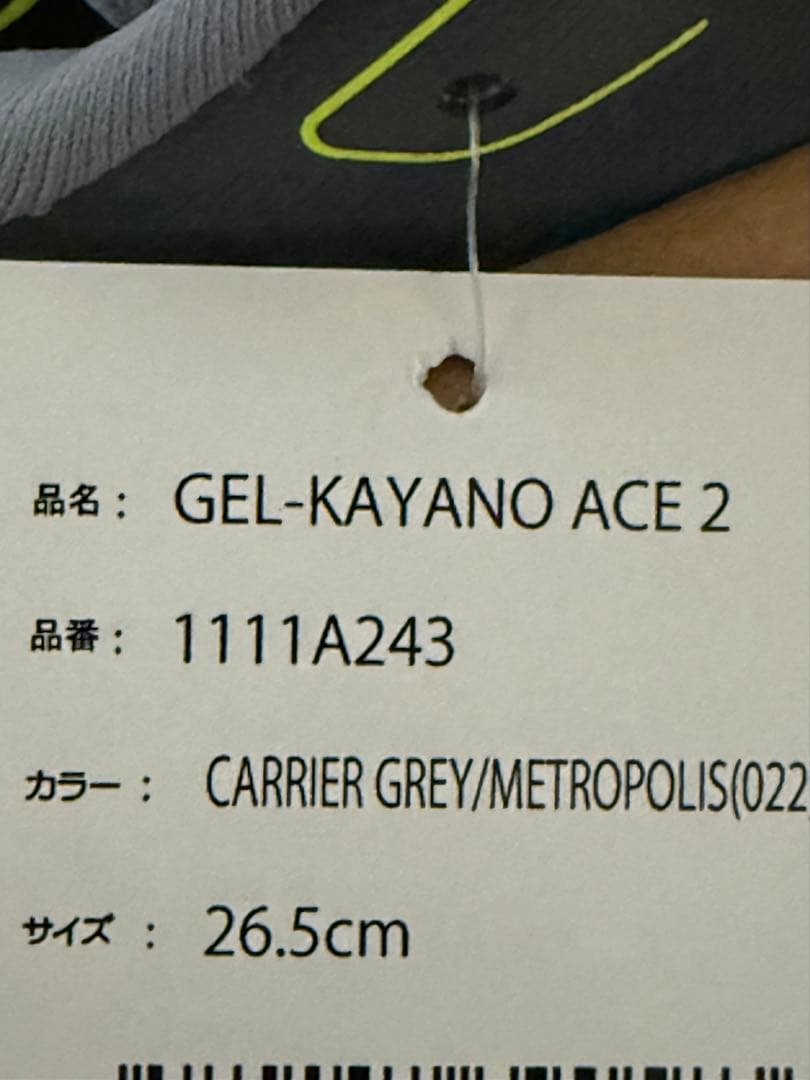 品名： GEL-KAYANO ACE 2
品番： 1111A243
カラー： CARRIER GREY/METROPOLIS(022)
サイズ： 26.5cm